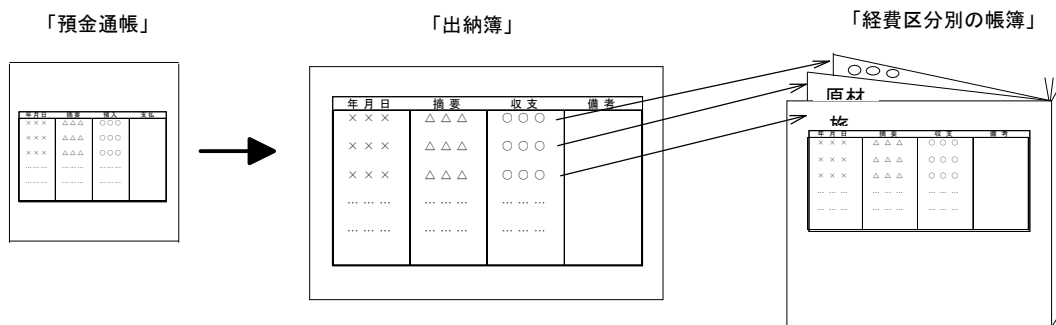 「預金通帳」
年月日 摘要 預入 支払
××× △△△ ○○○
××× △△△ ○○○
××× △△△ ○○○
……… ……… ………
……… ……… ………
「出納簿」
年月日 摘要 収支 備考
××× △△△ ○○○
××× △△△ ○○○
××× △△△ ○○○
……… ……… ………
……… ……… ………
「経費区分別の帳簿」
○○○
原材
施
年月日 摘要 収支 備考
××× △△△ ○○○
××× △△△ ○○○
××× △△△ ○○○
……… ……… ………
……… ……… ………